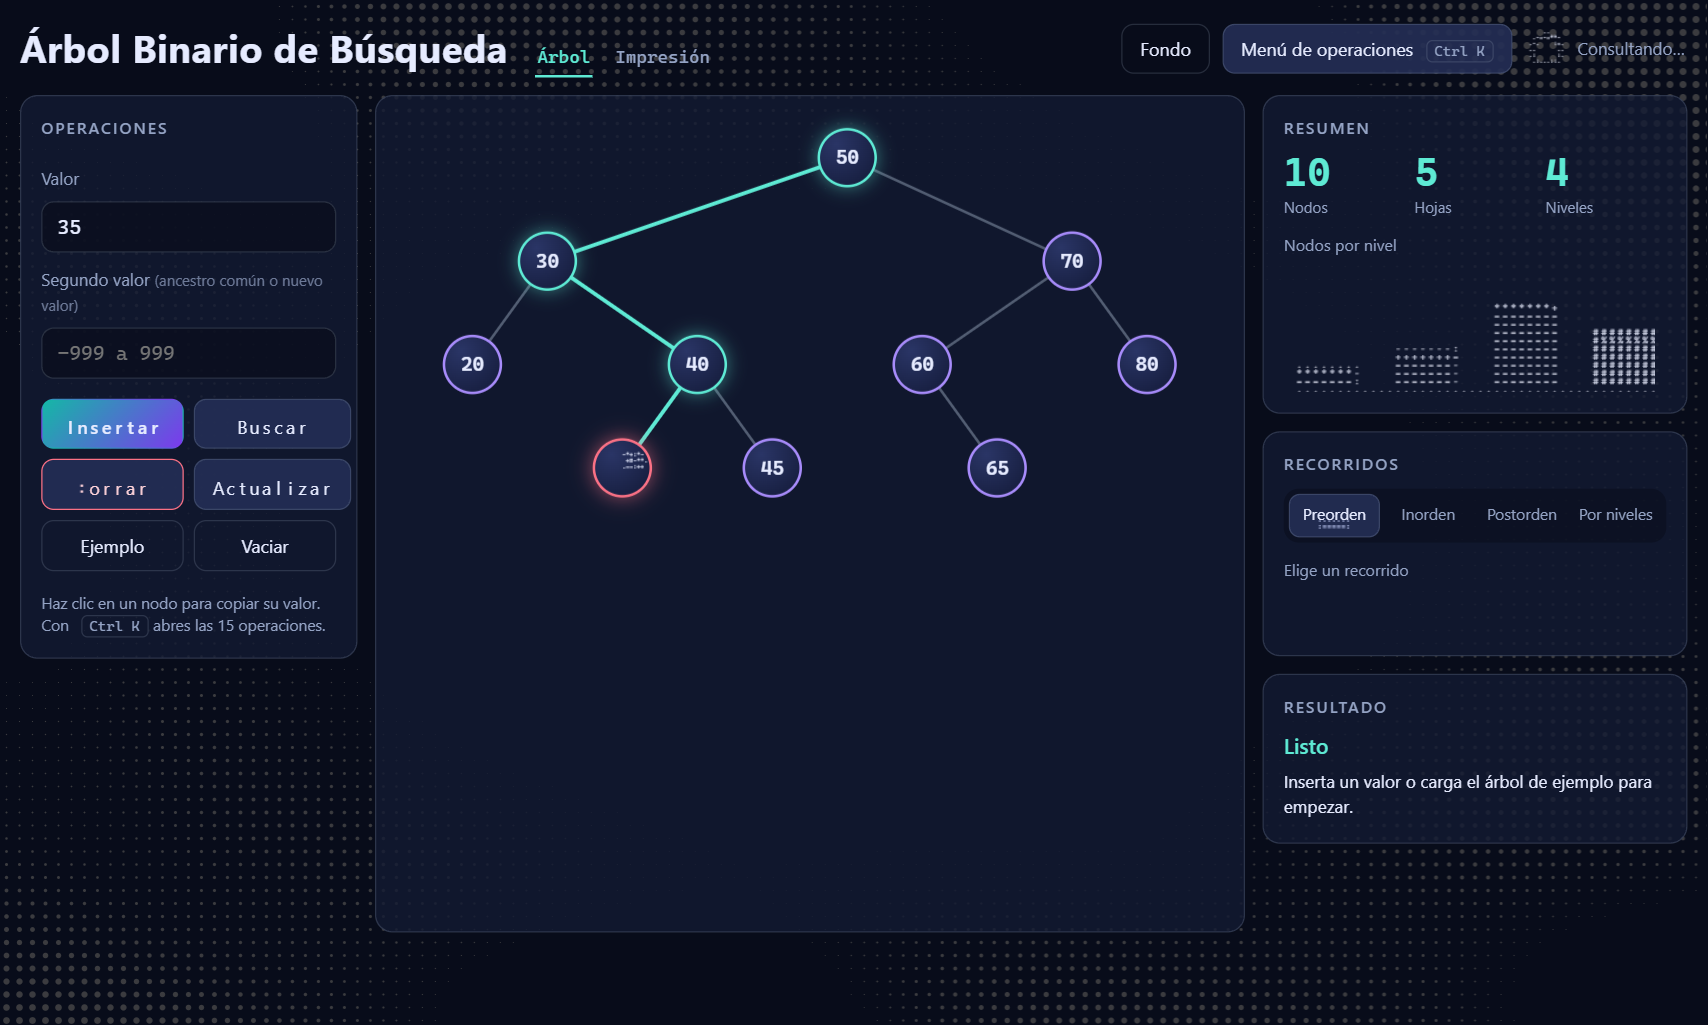 Árbol Binario de Búsqueda
Árbol
Impresión
Fondo
Menú de operaciones Ctrl K
Consultando...
OPERACIONES
Valor
35
Segundo valor (ancestro común o nuevo
valor)
−999 a 999
Insertar
Buscar
:orrar
Actualizar
Ejemplo
Vaciar
Haz clic en un nodo para copiar su valor.
Con Ctrl K abres las 15 operaciones.
50
30
70
20
40
60
80
45
65
RESUMEN
10
5
4
Nodos
Hojas
Niveles
Nodos por nivel
RECORRIDOS
Preorden
Inorden
Postorden
Por niveles
Elige un recorrido
RESULTADO
Listo
Inserta un valor o carga el árbol de ejemplo para
empezar.